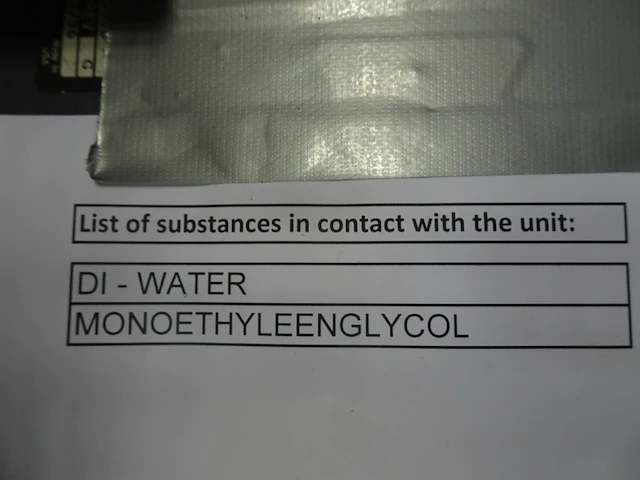 List of substances in contact with the unit:
DI - WATER
MONOETHYLEENGLYCOL